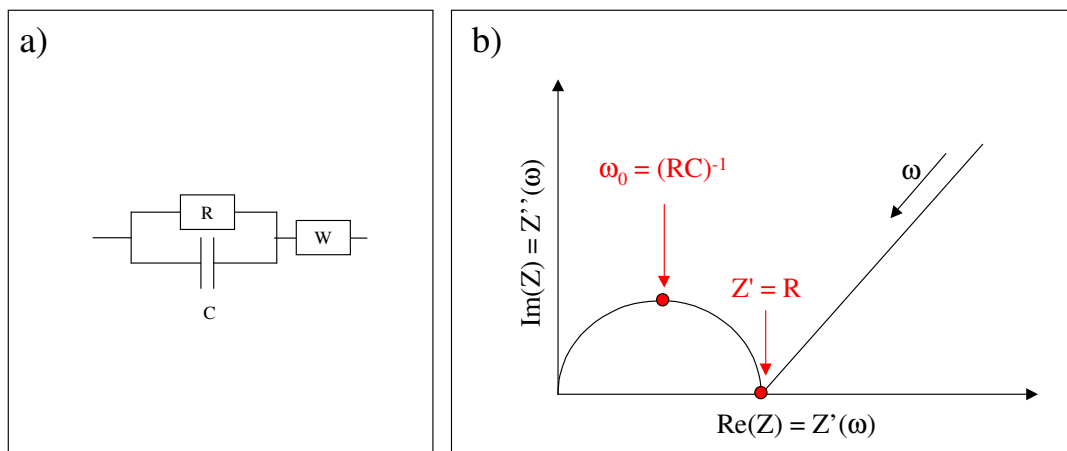 a)
R
W
C
b)
Im(Z) = Z’’(ω)
ω₀ = (RC)⁻¹
ω
Z' = R
Re(Z) = Z’(ω)